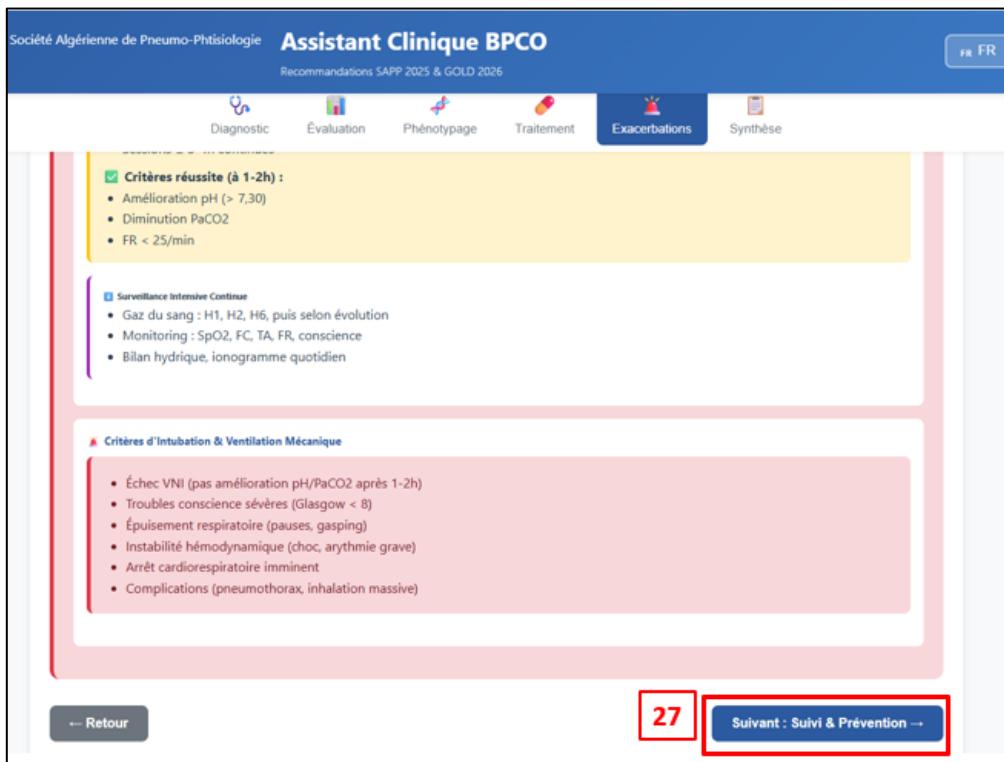 Société Algérienne de Pneumo-Phtisiologie
Assistant Clinique BPCO
Recommandations SAPP 2025 & GOLD 2026
FR FR
Diagnostic
Évaluation
Phénotypage
Traitement
Exacerbations
Synthèse
Critères réussite (à 1-2h) :
Amélioration pH (> 7,30)
Diminution PaCO2
FR < 25/min
Surveillance Intensive Continue
Gaz du sang : H1, H2, H6, puis selon évolution
Monitoring : SpO2, FC, TA, FR, conscience
Bilan hydrique, ionogramme quotidien
Critères d'Intubation & Ventilation Mécanique
Échec VNI (pas amélioration pH/PaCO2 après 1-2h)
Troubles conscience sévères (Glasgow < 8)
Épuisement respiratoire (pauses, gasping)
Instabilité hémodynamique (choc, arythmie grave)
Arrêt cardiorespiratoire imminent
Complications (pneumothorax, inhalation massive)
← Retour
27
Suivant : Suivi & Prévention →